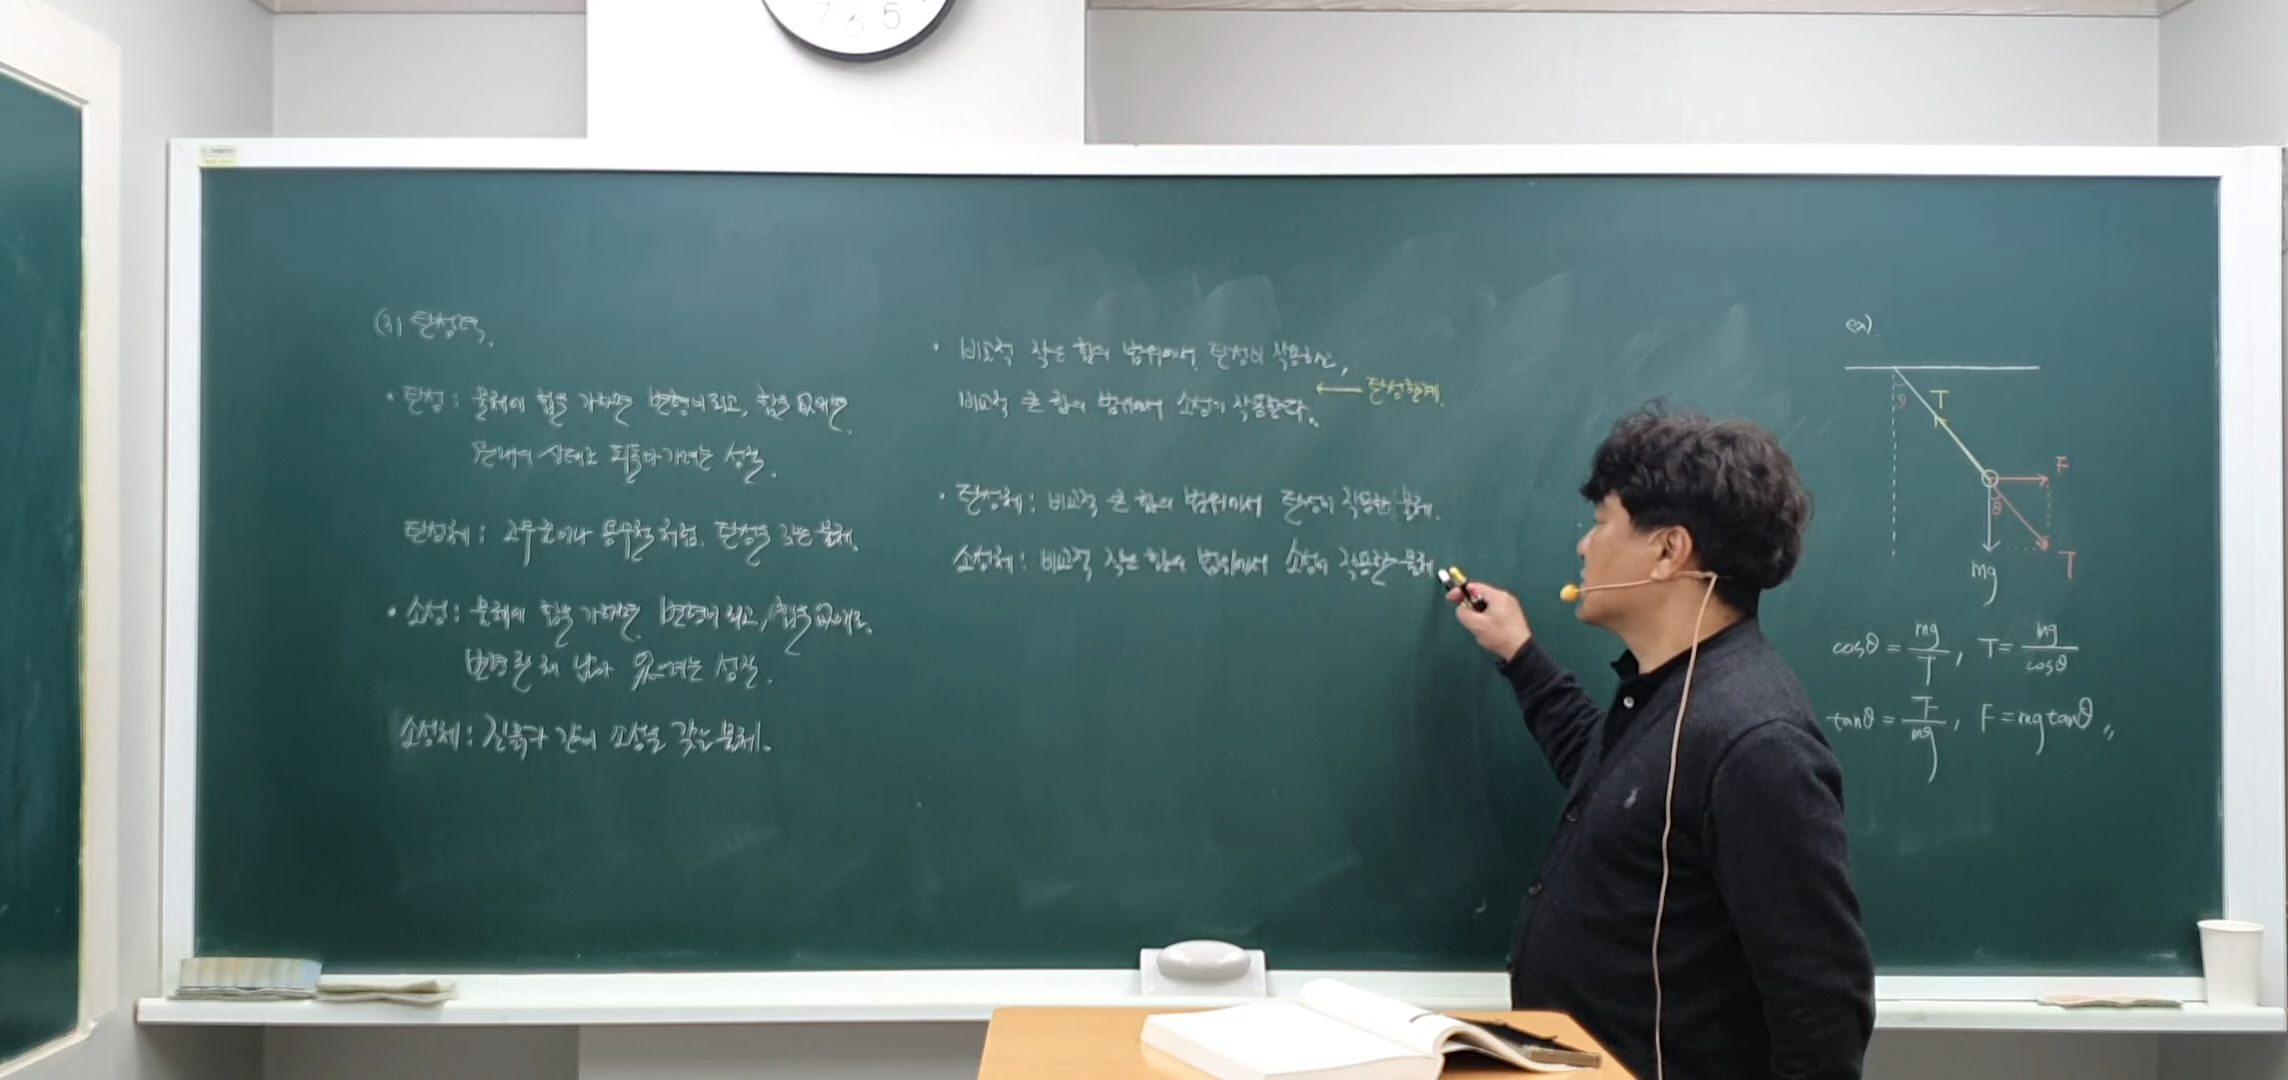 7 6 5
(3) 탄성력.
• 탄성 : 물체에 힘을 가하면 변형이 되고, 힘을 없애면
원래의 상태로 되돌아가려는 성질.
탄성체 : 고무줄이나 용수철처럼, 탄성을 갖는 물체.
• 소성 : 물체에 힘을 가하면 변형이 되고, 힘을 없애도
변형된 채 남아 있으려는 성질.
소성체 : 진흙과 같이 소성을 갖는 물체.
• 비교적 작은 힘의 범위에서 탄성이 작용하고,
비교적 큰 힘의 범위에서 소성이 작용한다.
← 탄성한계.
• 탄성체 : 비교적 큰 힘의 범위에서 탄성이 작용한 물체.
소성체 : 비교적 작은 힘의 범위에서 소성이 작용한 물체
ex).
θ T
F
θ
mg T
cosθ = mg/T, T = mg/cosθ
tanθ = F/mg, F = mg tanθ,,